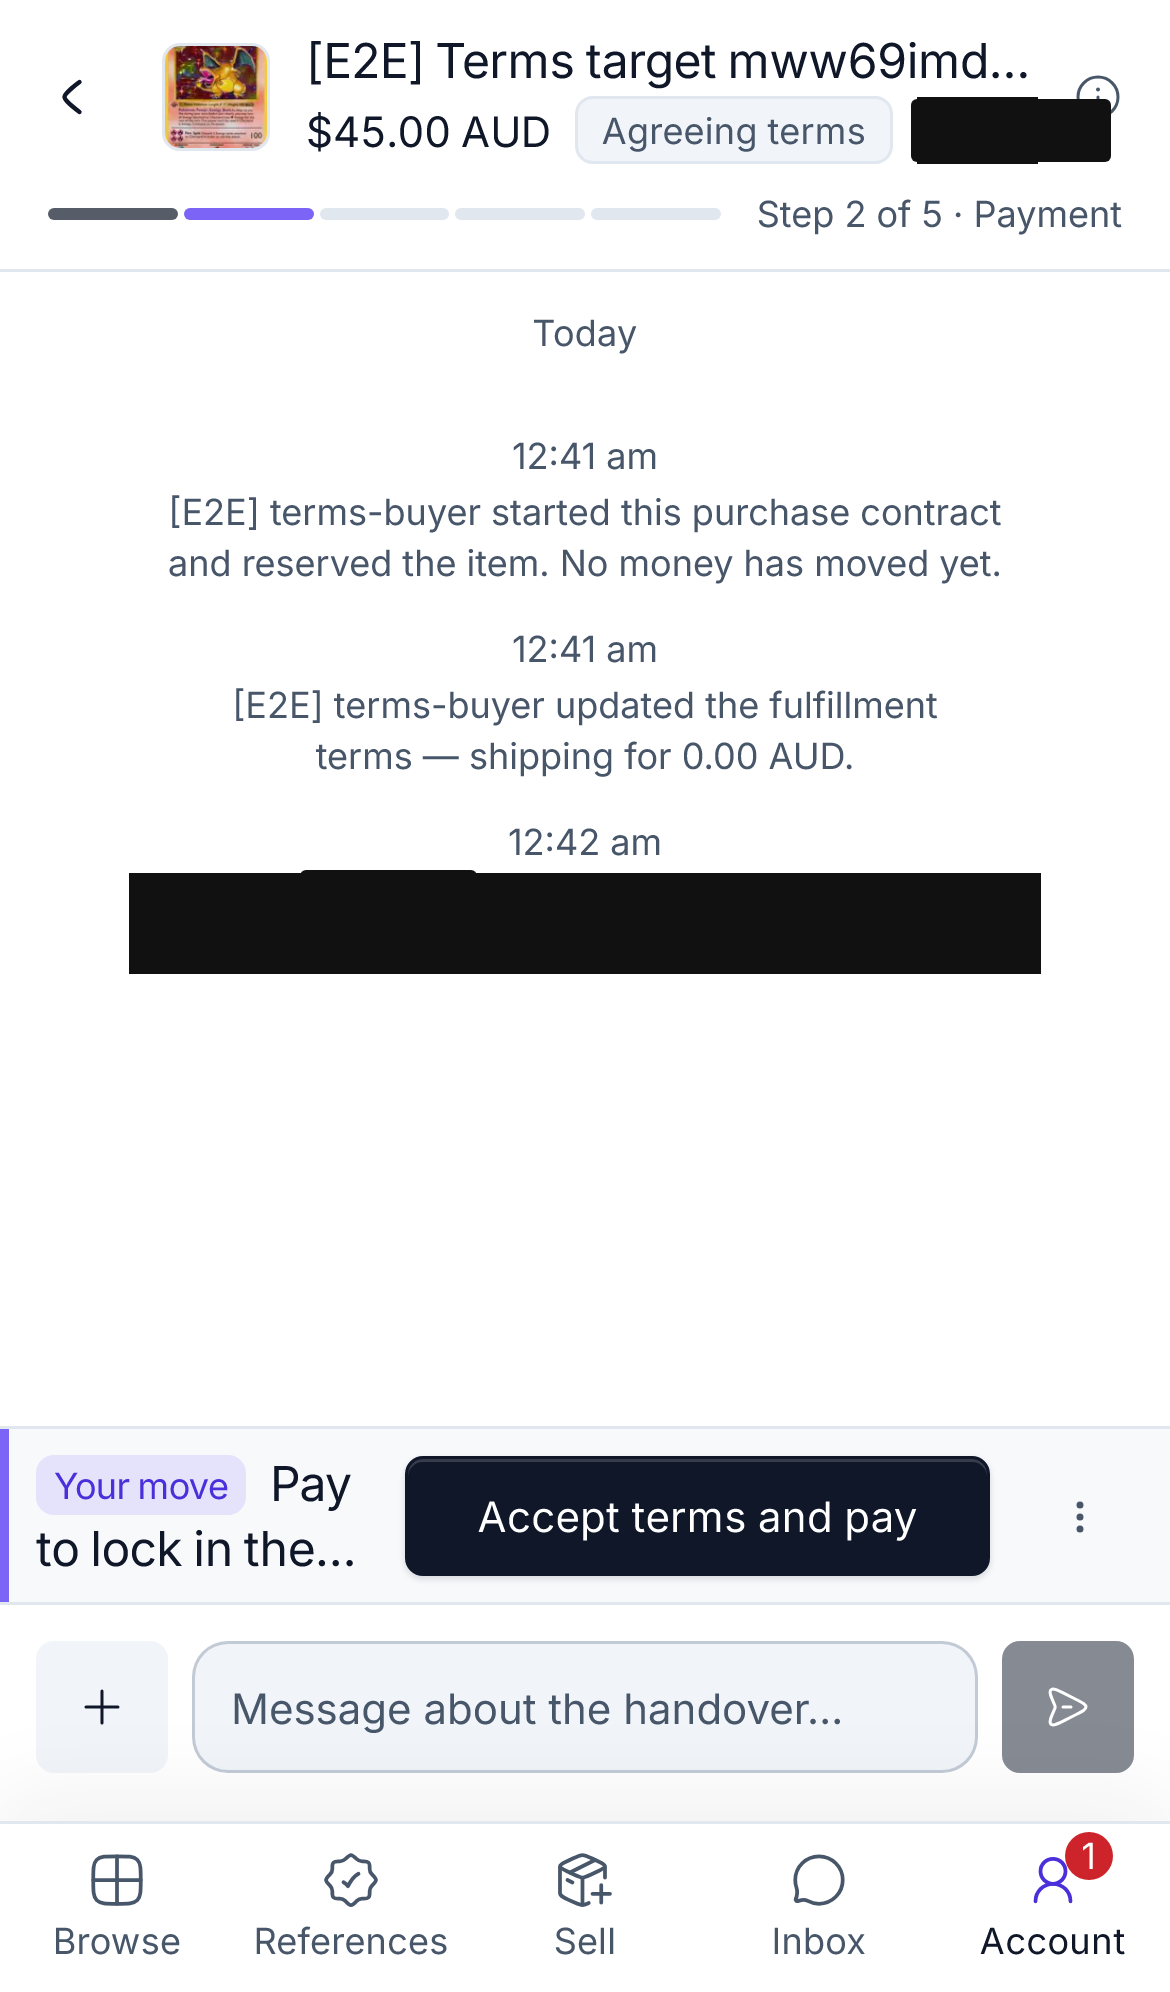 [E2E] Terms target mww69imd...
$45.00 AUD
Agreeing terms
Step 2 of 5 · Payment
Today
12:41 am
[E2E] terms-buyer started this purchase contract
and reserved the item. No money has moved yet.
12:41 am
[E2E] terms-buyer updated the fulfillment
terms — shipping for 0.00 AUD.
12:42 am
Your move Pay
to lock in the...
Accept terms and pay
Message about the handover...
1
Browse
References
Sell
Inbox
Account